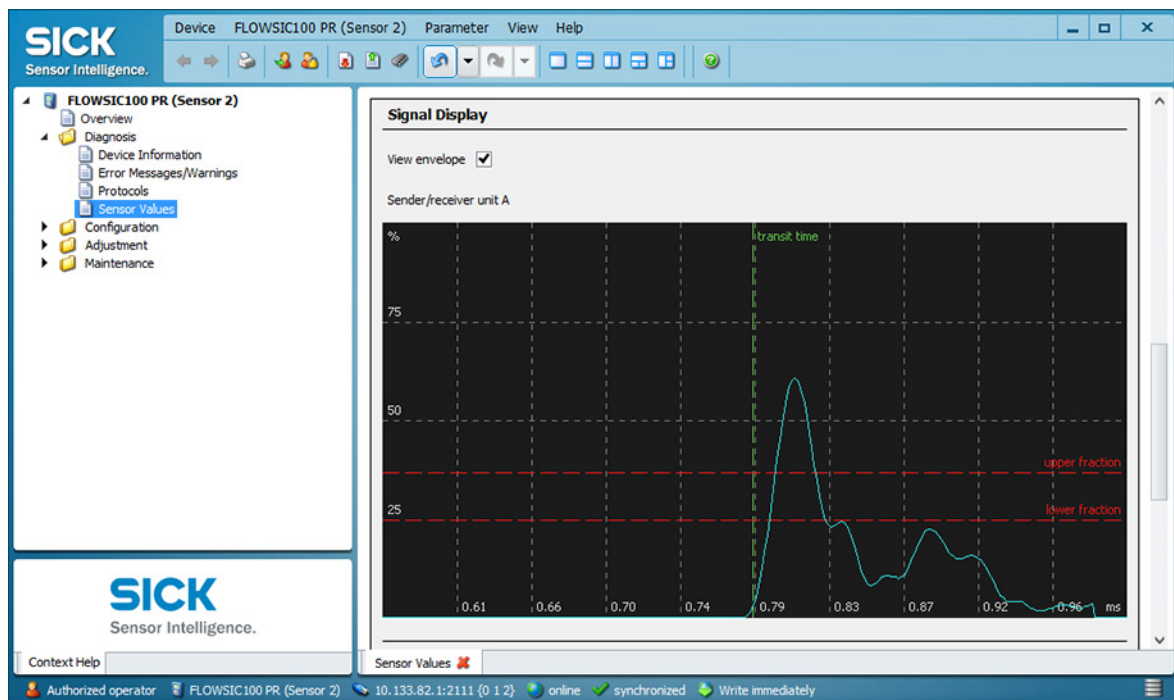 SICK
Sensor Intelligence.
Device FLOWSIC100 PR (Sensor 2) Parameter View Help
FLOWSIC100 PR (Sensor 2)
Overview
Diagnosis
Device Information
Error Messages/Warnings
Protocols
Sensor Values
Configuration
Adjustment
Maintenance
SICK
Sensor Intelligence.
Context Help
Signal Display
View envelope
Sender/receiver unit A
%
transit time
75
50
upper fraction
25
lower fraction
0.61 0.66 0.70 0.74 0.79 0.83 0.87 0.92 0.96 ms
Sensor Values
Authorized operator FLOWSIC100 PR (Sensor 2) 10.133.82.1:2111 {0 1 2} online synchronized Write immediately